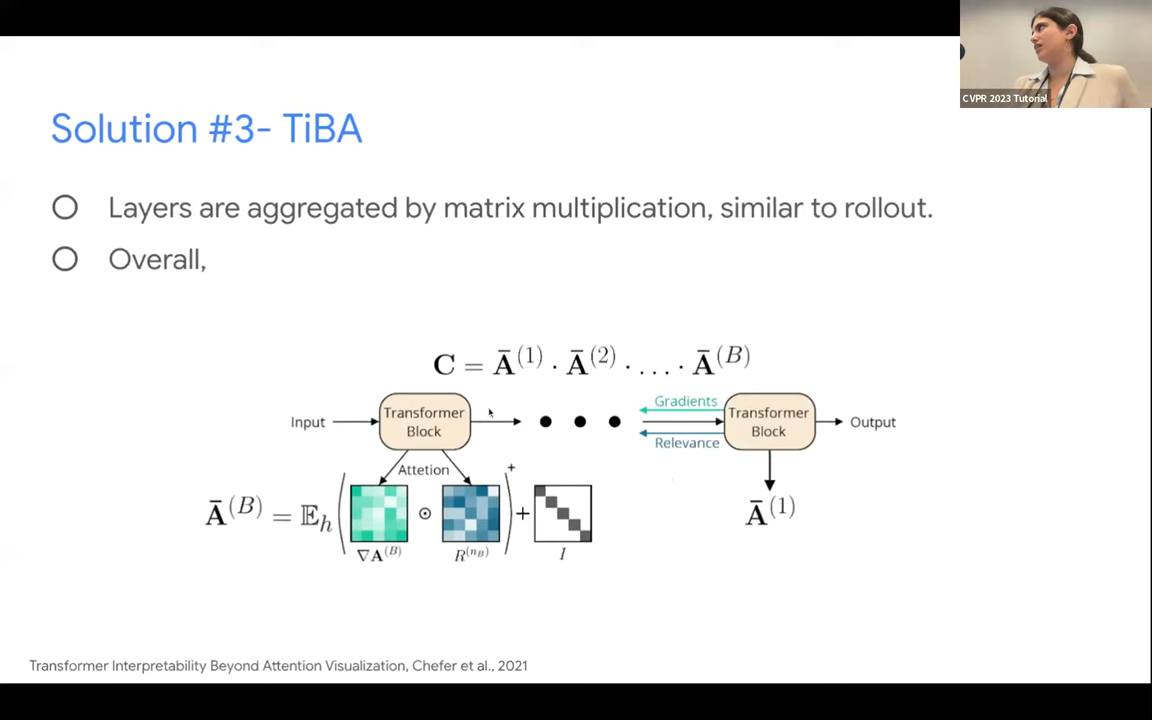 CVPR 2023 Tutorial
Solution #3- TiBA
Layers are aggregated by matrix multiplication, similar to rollout.
Overall,
C = Ā⁽¹⁾ · Ā⁽²⁾ · . . . · Ā⁽ᴮ⁾
Input
Transformer
Block
Gradients
Relevance
Transformer
Block
Output
Attetion
Ā⁽ᴮ⁾ = 𝔼ₕ ( ⊙ )⁺ +
∇A⁽ᴮ⁾
R^(n_B)
I
Ā⁽¹⁾
Transformer Interpretability Beyond Attention Visualization, Chefer et al., 2021